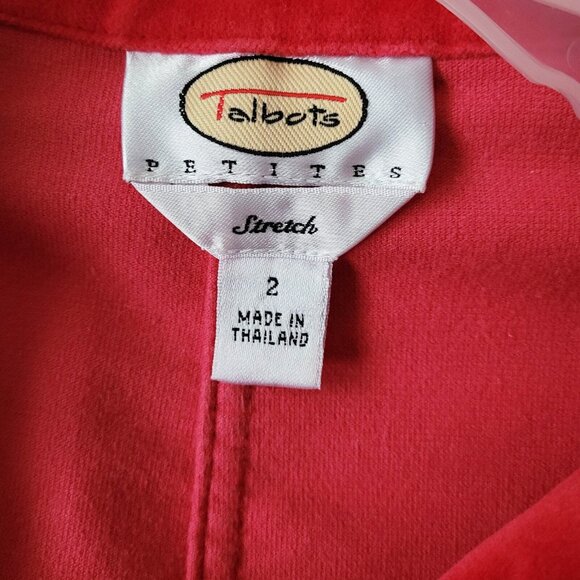 Talbots
PETITES
Stretch
2
MADE IN
THAILAND